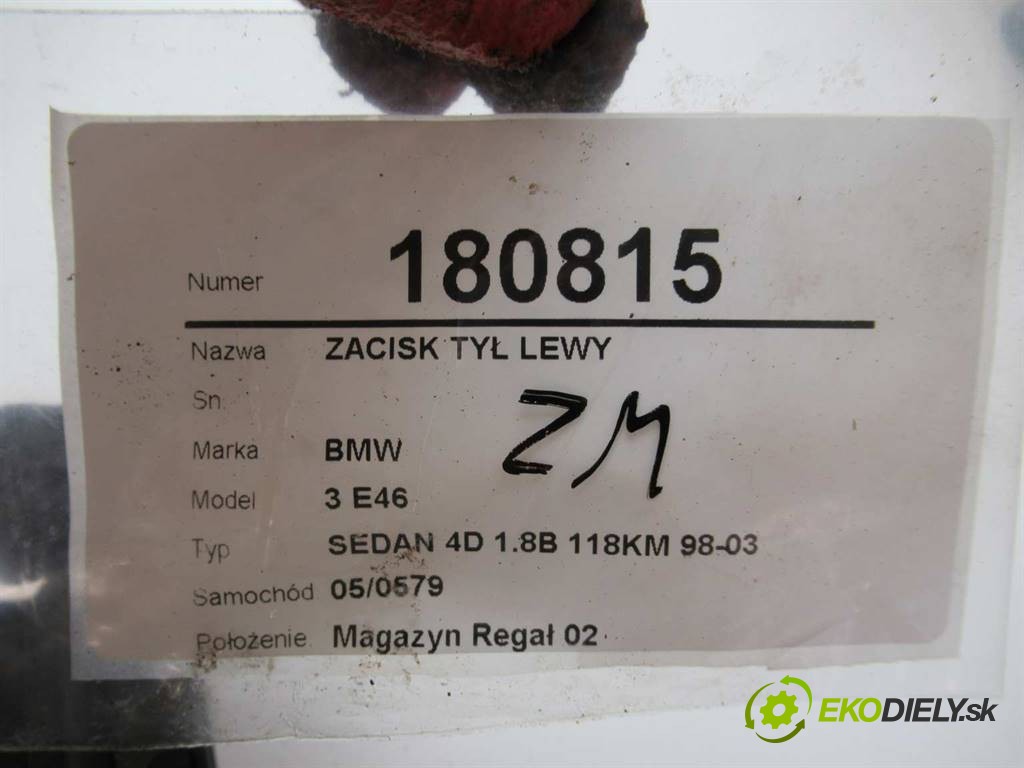 Numer 180815
Nazwa ZACISK TYŁ LEWY
Sn
ZM
Marka BMW
Model 3 E46
Typ SEDAN 4D 1.8B 118KM 98-03
Samochód 05/0579
Położenie Magazyn Regał 02
EKODIELY.sk